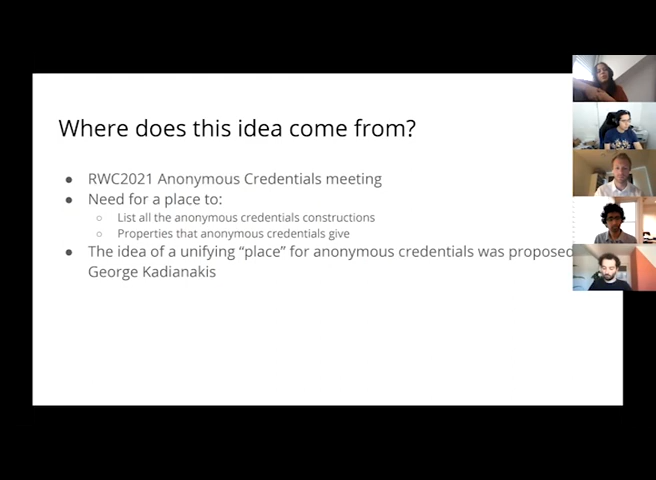 Where does this idea come from?
● RWC2021 Anonymous Credentials meeting
● Need for a place to:
○ List all the anonymous credentials constructions
○ Properties that anonymous credentials give
● The idea of a unifying “place” for anonymous credentials was proposed
George Kadianakis